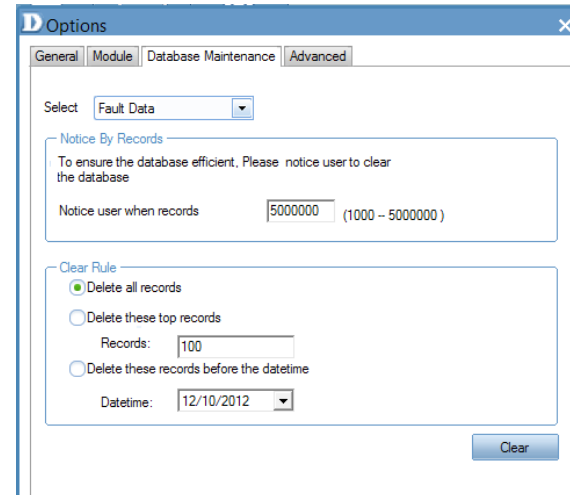 D Options
General Module Database Maintenance Advanced
Select Fault Data
Notice By Records
To ensure the database efficient, Please notice user to clear
the database
Notice user when records 5000000 (1000 -- 5000000 )
Clear Rule
Delete all records
Delete these top records
Records: 100
Delete these records before the datetime
Datetime: 12/10/2012
Clear